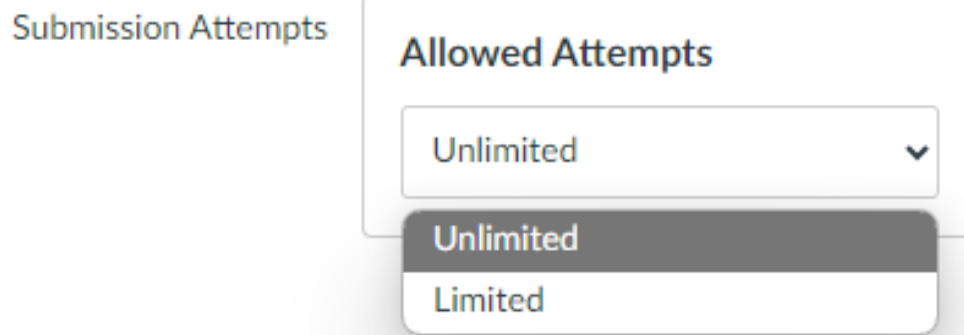 Submission Attempts
Allowed Attempts
Unlimited
Unlimited
Limited